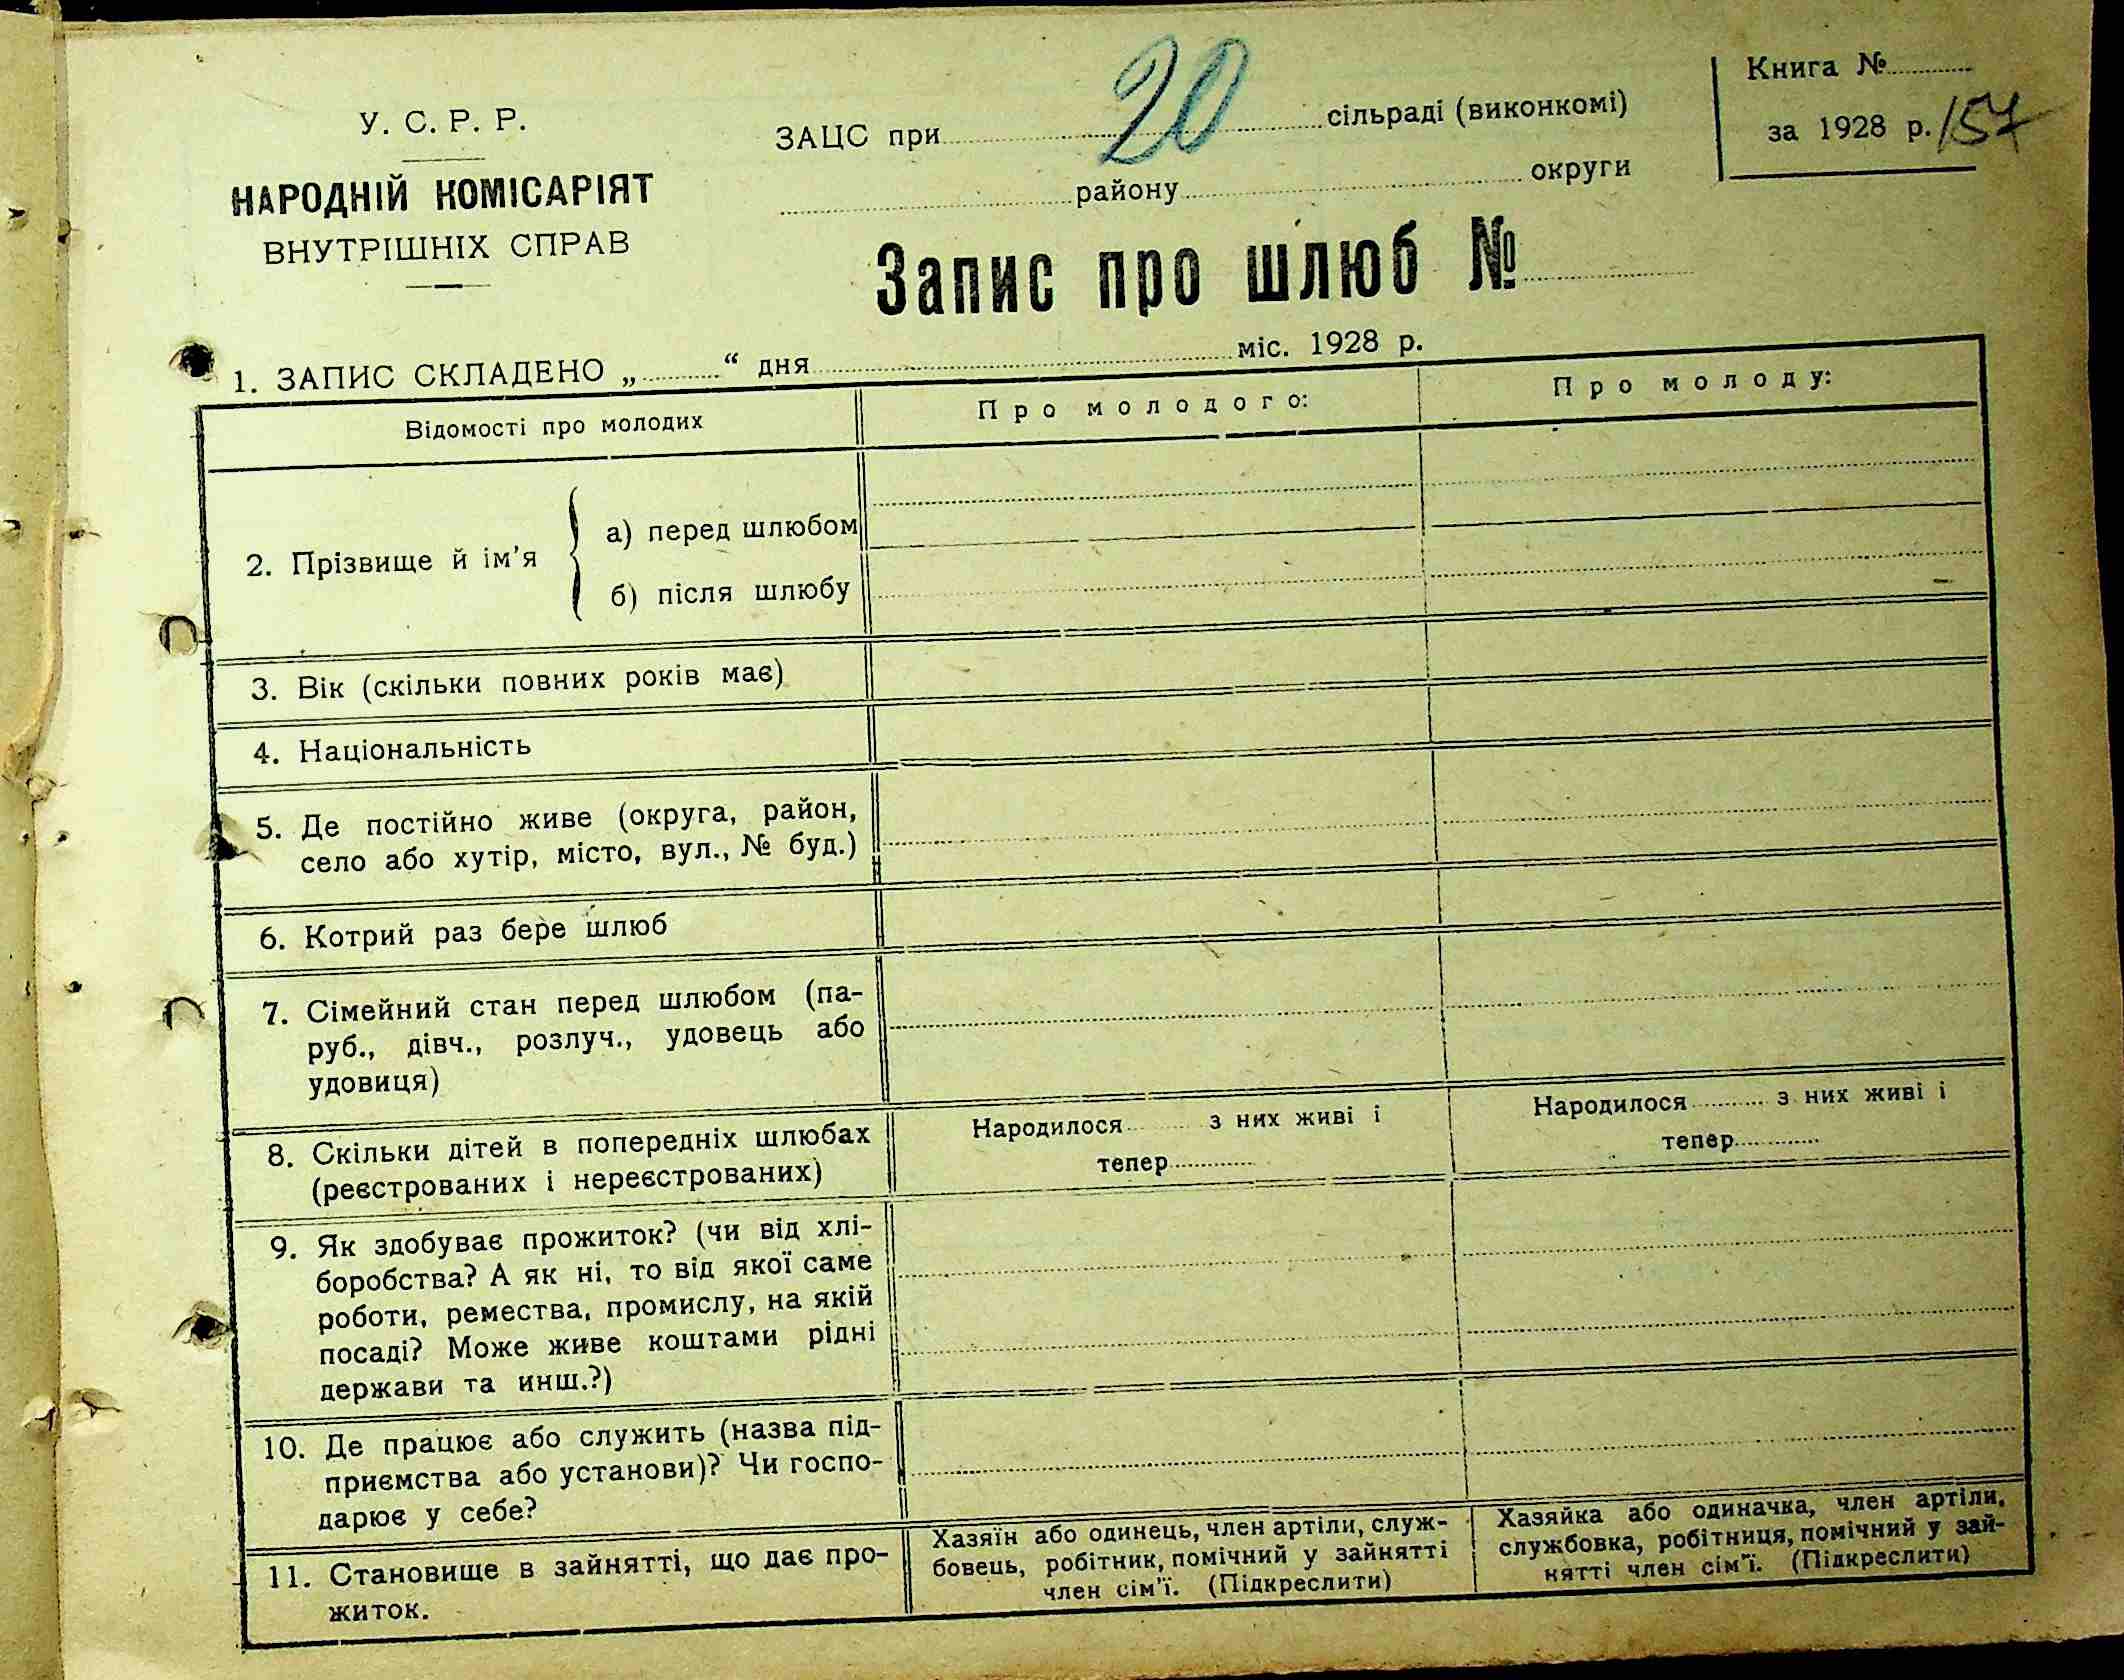 У. С. Р. Р.
НАРОДНІЙ КОМІСАРІЯТ
ВНУТРІШНІХ СПРАВ
ЗАЦС при 20 сільраді (виконкомі)
району округи
Книга №
за 1928 р. 157
Запис про шлюб №
1. ЗАПИС СКЛАДЕНО „ “ дня міс. 1928 р.
Відомості про молодих
Про молодого:
Про молоду:
2. Прізвище й ім’я
а) перед шлюбом
б) після шлюбу
3. Вік (скільки повних років має)
4. Національність
5. Де постійно живе (округа, район,
село або хутір, місто, вул., № буд.)
6. Котрий раз бере шлюб
7. Сімейний стан перед шлюбом (па-
руб., дівч., розлуч., удовець або
удовиця)
8. Скільки дітей в попередніх шлюбах
(реєстрованих і нереєстрованих)
Народилося з них живі і
тепер
Народилося з них живі і
тепер
9. Як здобуває прожиток? (чи від хлі-
боробства? А як ні, то від якої саме
роботи, ремества, промислу, на якій
посаді? Може живе коштами рідні
держави та инш.?)
10. Де працює або служить (назва під-
приємства або установи)? Чи госпо-
дарює у себе?
11. Становище в зайнятті, що дає про-
житок.
Хазяїн або одинець, член артіли, служ-
бовець, робітник, помічний у зайнятті
член сім’ї. (Підкреслити)
Хазяйка або одиначка, член артіли,
службовка, робітниця, помічний у зай-
нятті член сім’ї. (Підкреслити)